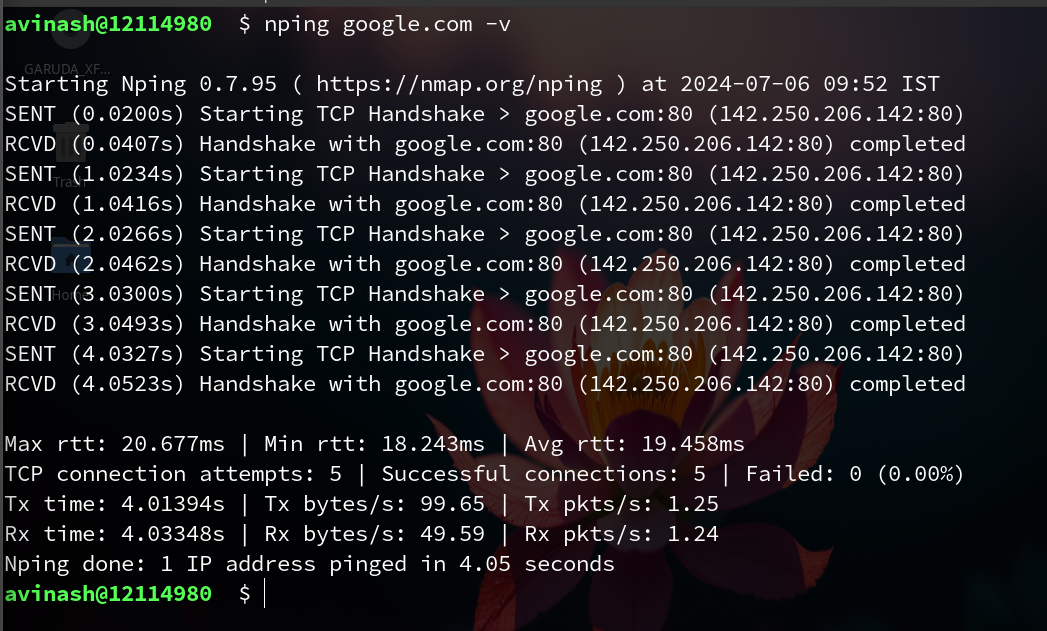 avinash@12114980 $ nping google.com -v
GARUDA_XF...
Starting Nping 0.7.95 ( https://nmap.org/nping ) at 2024-07-06 09:52 IST
SENT (0.0200s) Starting TCP Handshake > google.com:80 (142.250.206.142:80)
RCVD (0.0407s) Handshake with google.com:80 (142.250.206.142:80) completed
SENT (1.0234s) Starting TCP Handshake > google.com:80 (142.250.206.142:80)
Trash
RCVD (1.0416s) Handshake with google.com:80 (142.250.206.142:80) completed
SENT (2.0266s) Starting TCP Handshake > google.com:80 (142.250.206.142:80)
RCVD (2.0462s) Handshake with google.com:80 (142.250.206.142:80) completed
SENT (3.0300s) Starting TCP Handshake > google.com:80 (142.250.206.142:80)
Home
RCVD (3.0493s) Handshake with google.com:80 (142.250.206.142:80) completed
SENT (4.0327s) Starting TCP Handshake > google.com:80 (142.250.206.142:80)
RCVD (4.0523s) Handshake with google.com:80 (142.250.206.142:80) completed
Max rtt: 20.677ms | Min rtt: 18.243ms | Avg rtt: 19.458ms
TCP connection attempts: 5 | Successful connections: 5 | Failed: 0 (0.00%)
Tx time: 4.01394s | Tx bytes/s: 99.65 | Tx pkts/s: 1.25
Rx time: 4.03348s | Rx bytes/s: 49.59 | Rx pkts/s: 1.24
Nping done: 1 IP address pinged in 4.05 seconds
avinash@12114980 $